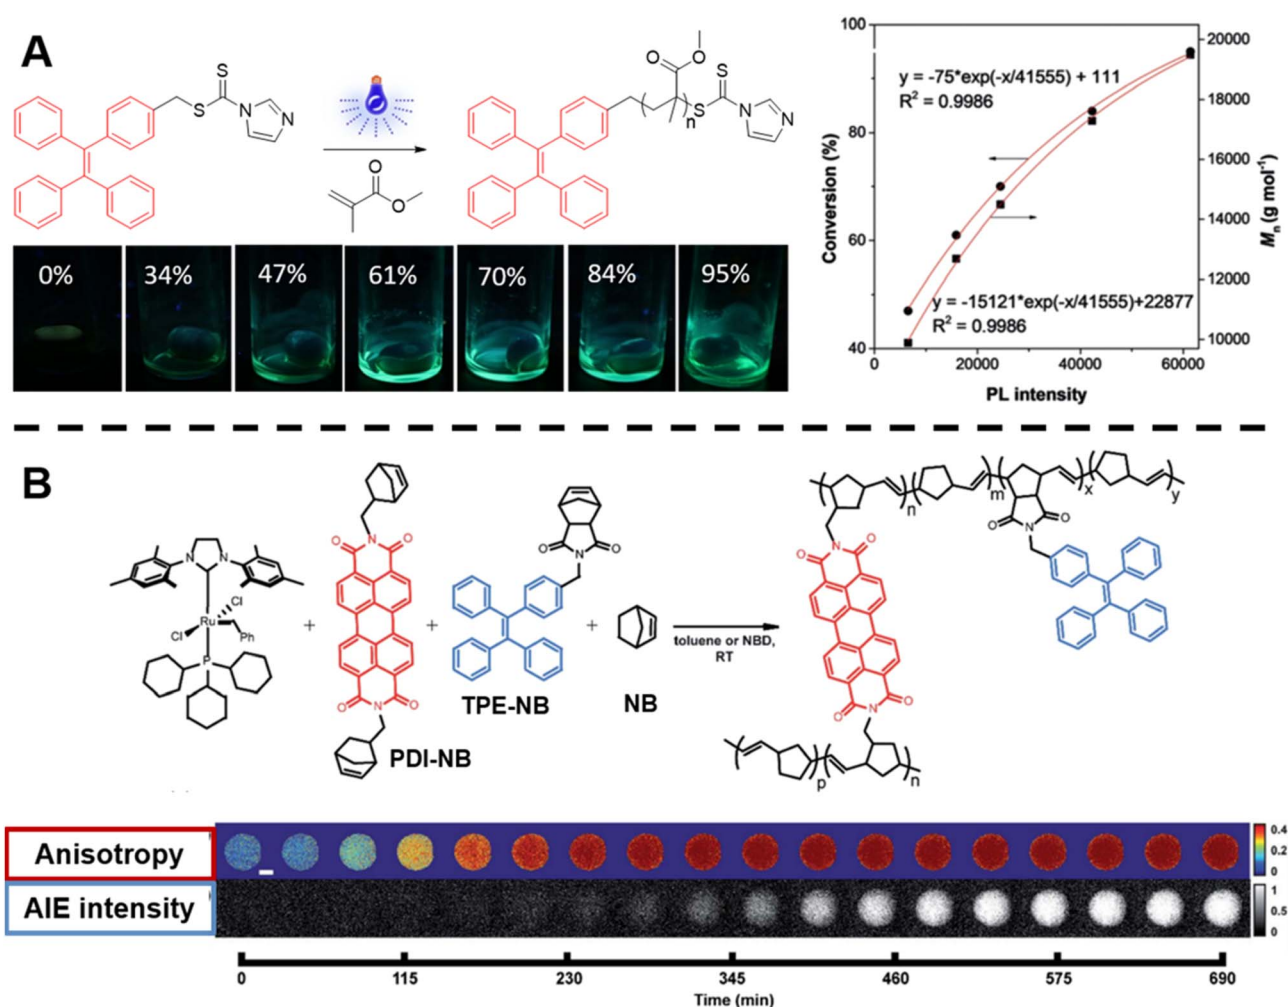 A
S
S
N
N
O
O
n
S
S
N
N
O
O
0%
34%
47%
61%
70%
84%
95%
100
80
60
40
Conversion (%)
y = -75*exp(-x/41555) + 111
R² = 0.9986
y = -15121*exp(-x/41555)+22877
R² = 0.9986
20000
18000
16000
14000
12000
10000
Mn (g mol⁻¹)
0
20000
40000
60000
PL intensity
B
N
N
Cl
Ru
Cl
Ph
P
+
O
N
O
O
N
O
PDI-NB
+
O
N
O
TPE-NB
+
NB
toluene or NBD,
RT
n
m
x
y
O
N
O
O
N
O
O
N
O
p
n
Anisotropy
0.4
0.2
0
AIE intensity
1
0.5
0
0
115
230
345
460
575
690
Time (min)